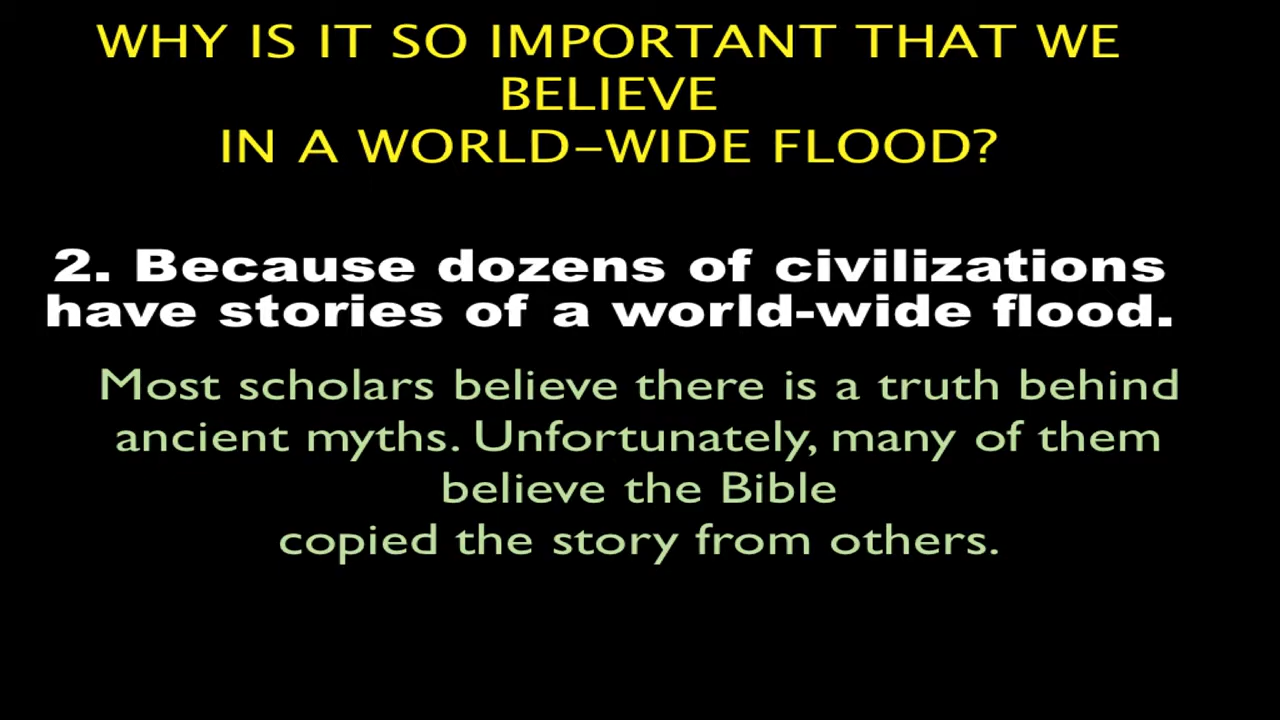 WHY IS IT SO IMPORTANT THAT WE
BELIEVE
IN A WORLD–WIDE FLOOD?
2. Because dozens of civilizations
have stories of a world-wide flood.
Most scholars believe there is a truth behind
ancient myths. Unfortunately, many of them
believe the Bible
copied the story from others.